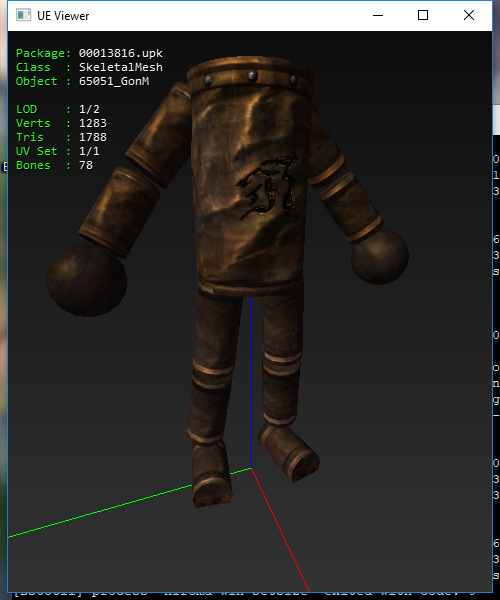 UE Viewer
Package: 00013816.upk
Class  : SkeletalMesh
Object : 65051_GonM
LOD    : 1/2
Verts  : 1283
Tris   : 1788
UV Set : 1/1
Bones  : 78